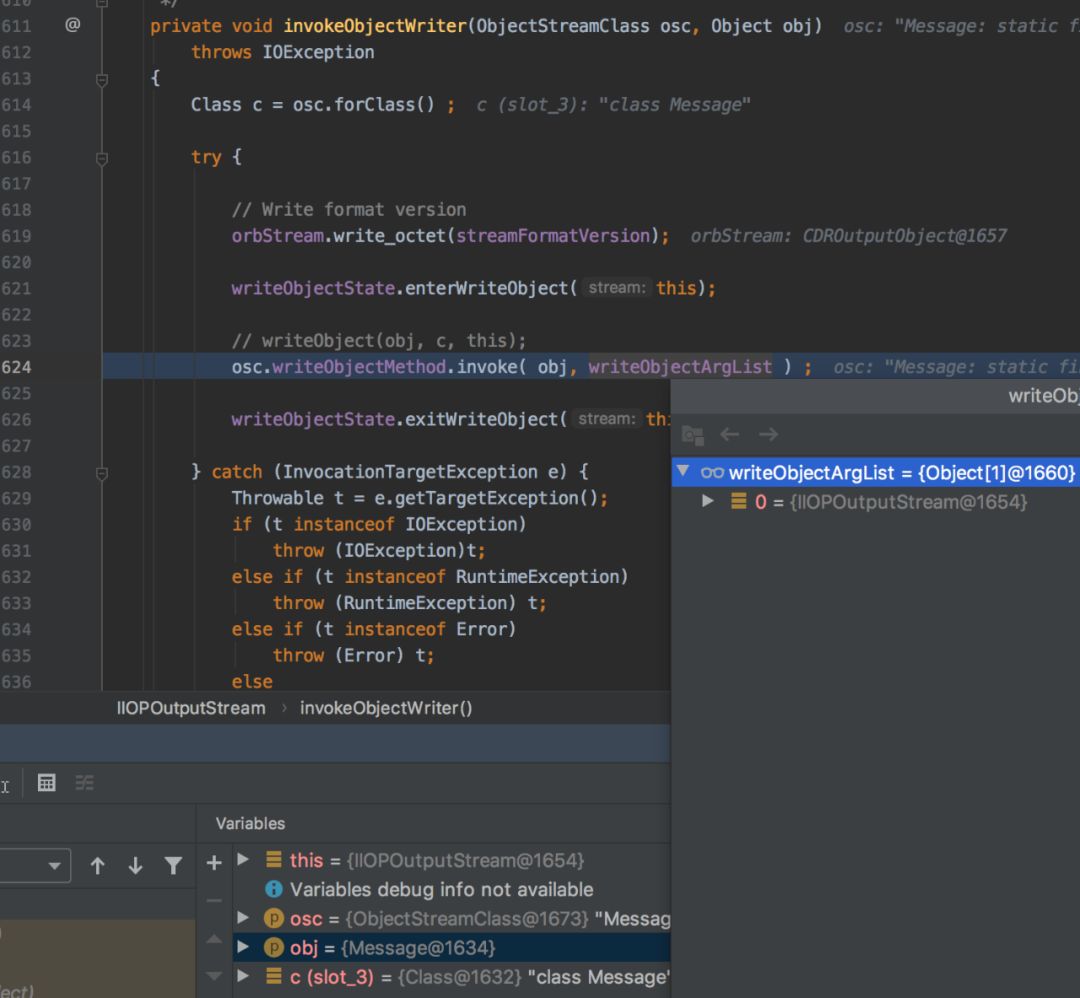 610 */
611 @ private void invokeObjectWriter(ObjectStreamClass osc, Object obj) osc: "Message: static f
612 throws IOException
613 {
614 Class c = osc.forClass() ; c (slot_3): "class Message"
615
616 try {
617
618 // Write format version
619 orbStream.write_octet(streamFormatVersion); orbStream: CDROutputObject@1657
620
621 writeObjectState.enterWriteObject( stream: this);
622
623 // writeObject(obj, c, this);
624 osc.writeObjectMethod.invoke( obj, writeObjectArgList ) ; osc: "Message: static fi
625
626 writeObjectState.exitWriteObject( stream: thi
627
628 } catch (InvocationTargetException e) {
629 Throwable t = e.getTargetException();
630 if (t instanceof IOException)
631 throw (IOException)t;
632 else if (t instanceof RuntimeException)
633 throw (RuntimeException) t;
634 else if (t instanceof Error)
635 throw (Error) t;
636 else
writeObj
writeObjectArgList = {Object[1]@1660}
0 = {IIOPOutputStream@1654}
IIOPOutputStream › invokeObjectWriter()
Variables
this = {IIOPOutputStream@1654}
Variables debug info not available
osc = {ObjectStreamClass@1673} "Messag
obj = {Message@1634}
c (slot_3) = {Class@1632} "class Message"
)
ect)